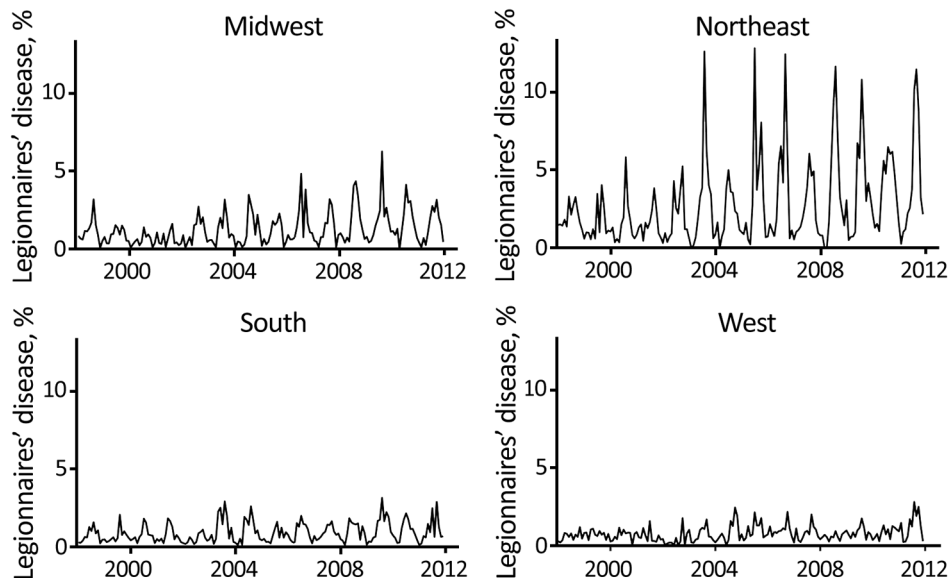 Midwest
Legionnaires' disease, %
10
5
0
2000 2004 2008 2012
Northeast
Legionnaires' disease, %
10
5
0
2000 2004 2008 2012
South
Legionnaires' disease, %
10
5
0
2000 2004 2008 2012
West
Legionnaires' disease, %
10
5
0
2000 2004 2008 2012